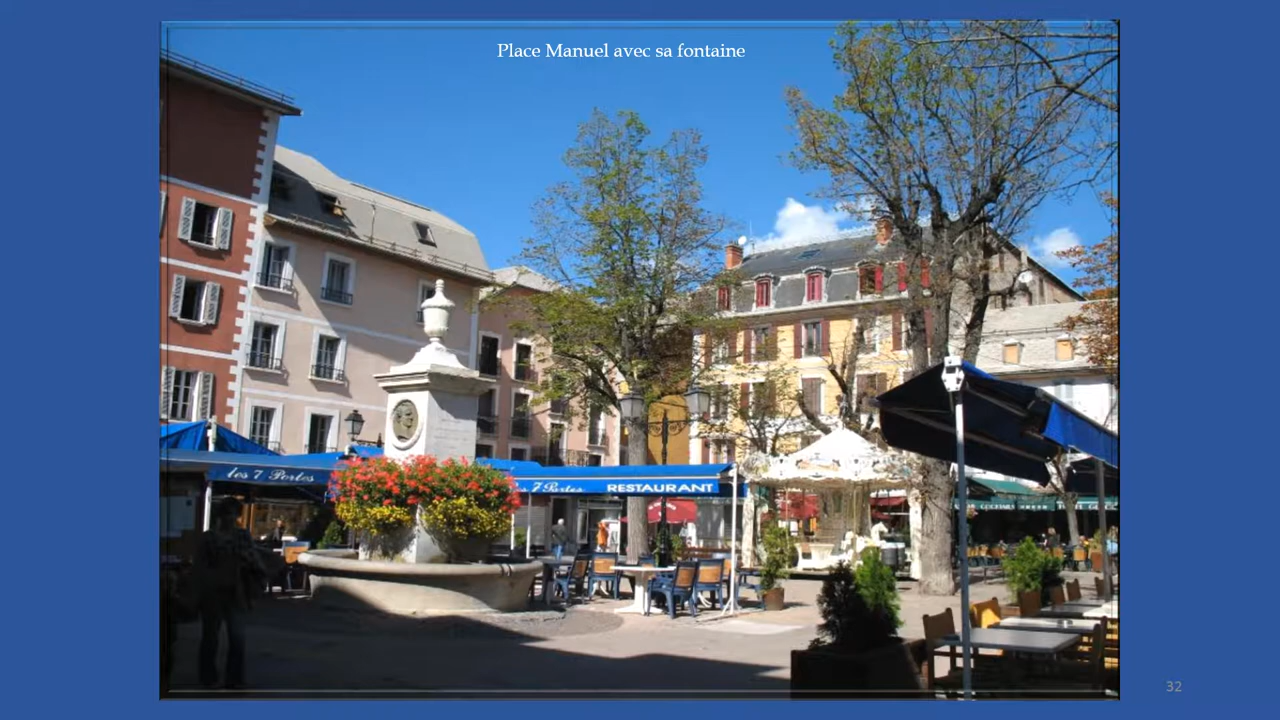 Place Manuel avec sa fontaine
les 7 Portes
7 Portes
RESTAURANT
32